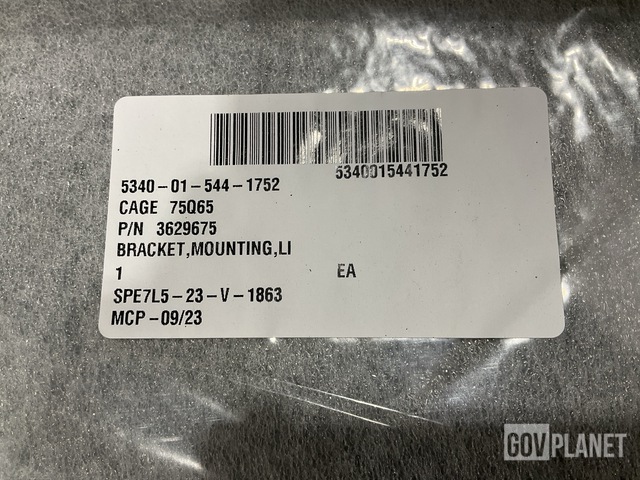 5340015441752
5340-01-544-1752
CAGE 75Q65
P/N 3629675
BRACKET,MOUNTING,LI
1 EA
SPE7L5-23-V-1863
MCP-09/23
GOVPLANET